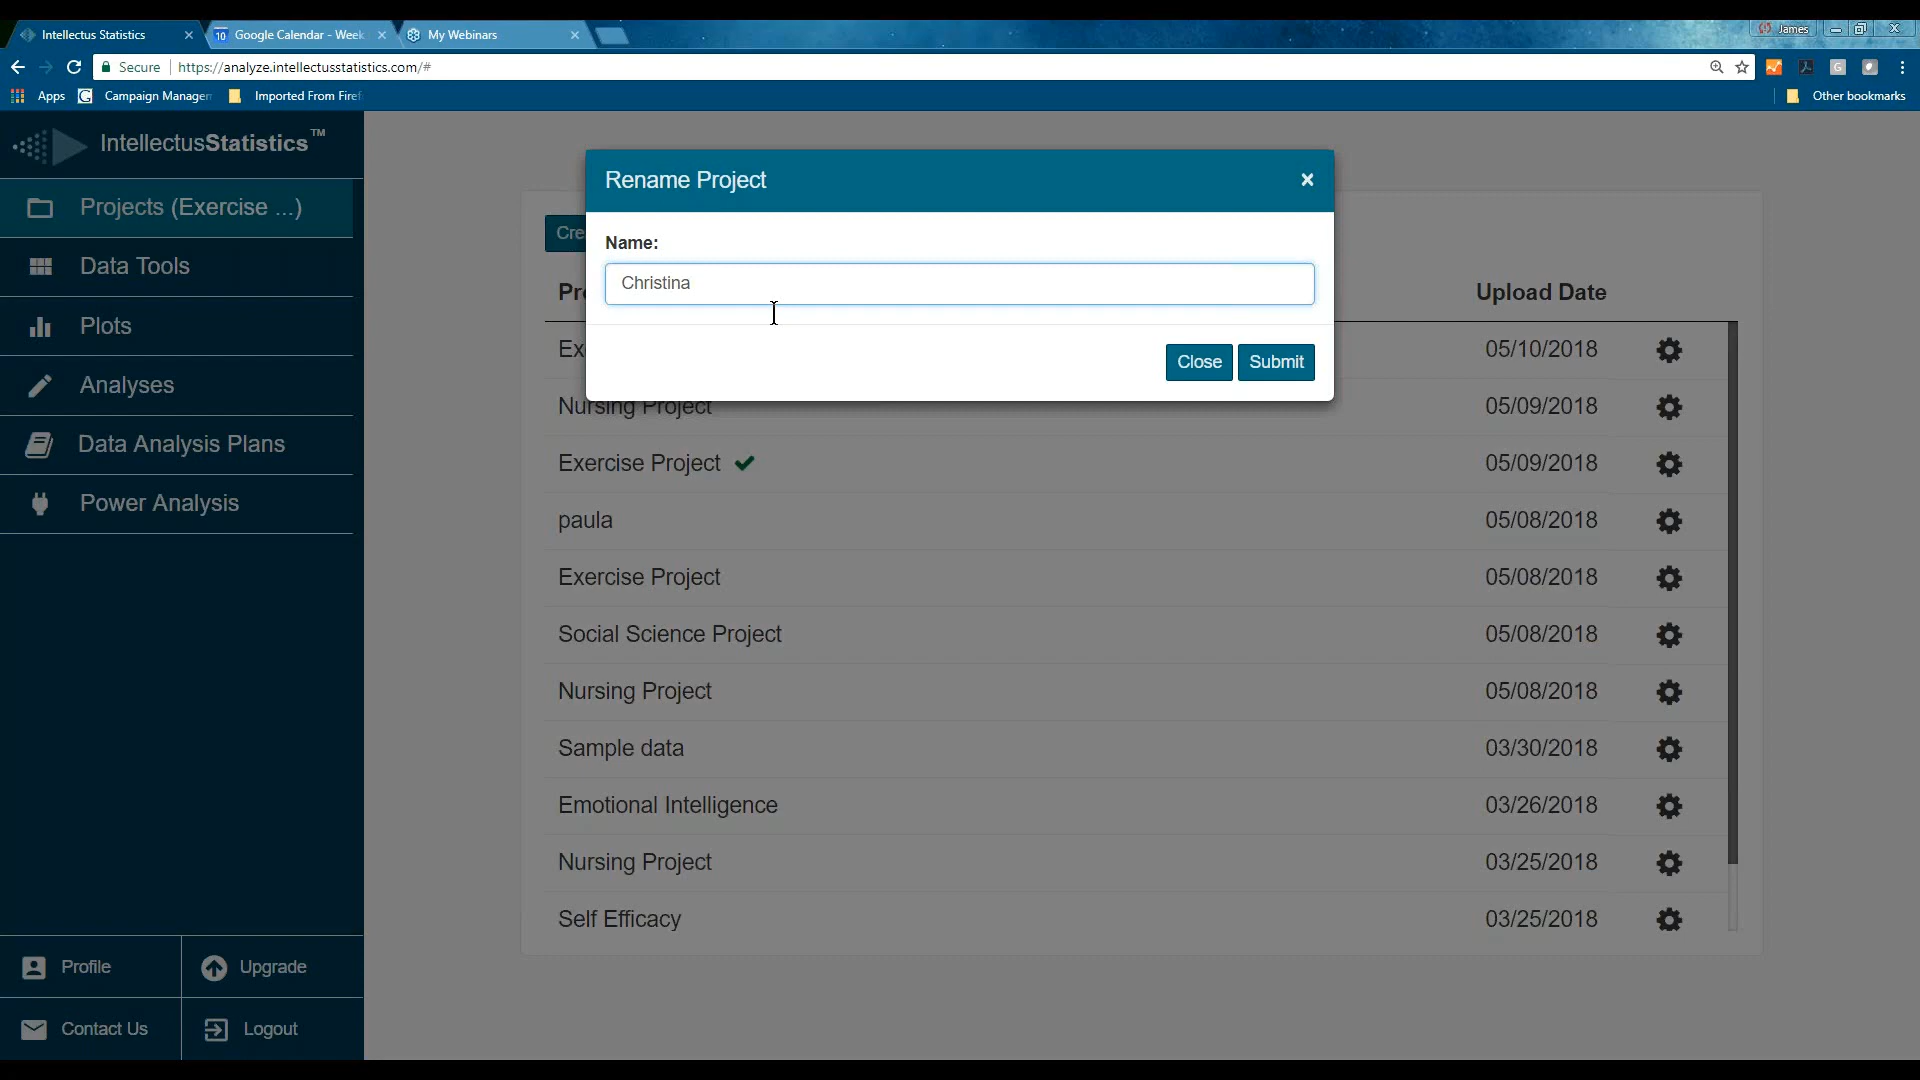 Intellectus Statistics
Google Calendar - Week
My Webinars
James
Secure https://analyze.intellectusstatistics.com/#
Apps
Campaign Manager
Imported From Firef
Other bookmarks
IntellectusStatistics™
Projects (Exercise ...)
Data Tools
Plots
Analyses
Data Analysis Plans
Power Analysis
Profile
Upgrade
Contact Us
Logout
Rename Project
×
Name:
Christina
Close
Submit
Cre
Pr
Upload Date
Ex 05/10/2018
Nursing Project 05/09/2018
Exercise Project 05/09/2018
paula 05/08/2018
Exercise Project 05/08/2018
Social Science Project 05/08/2018
Nursing Project 05/08/2018
Sample data 03/30/2018
Emotional Intelligence 03/26/2018
Nursing Project 03/25/2018
Self Efficacy 03/25/2018